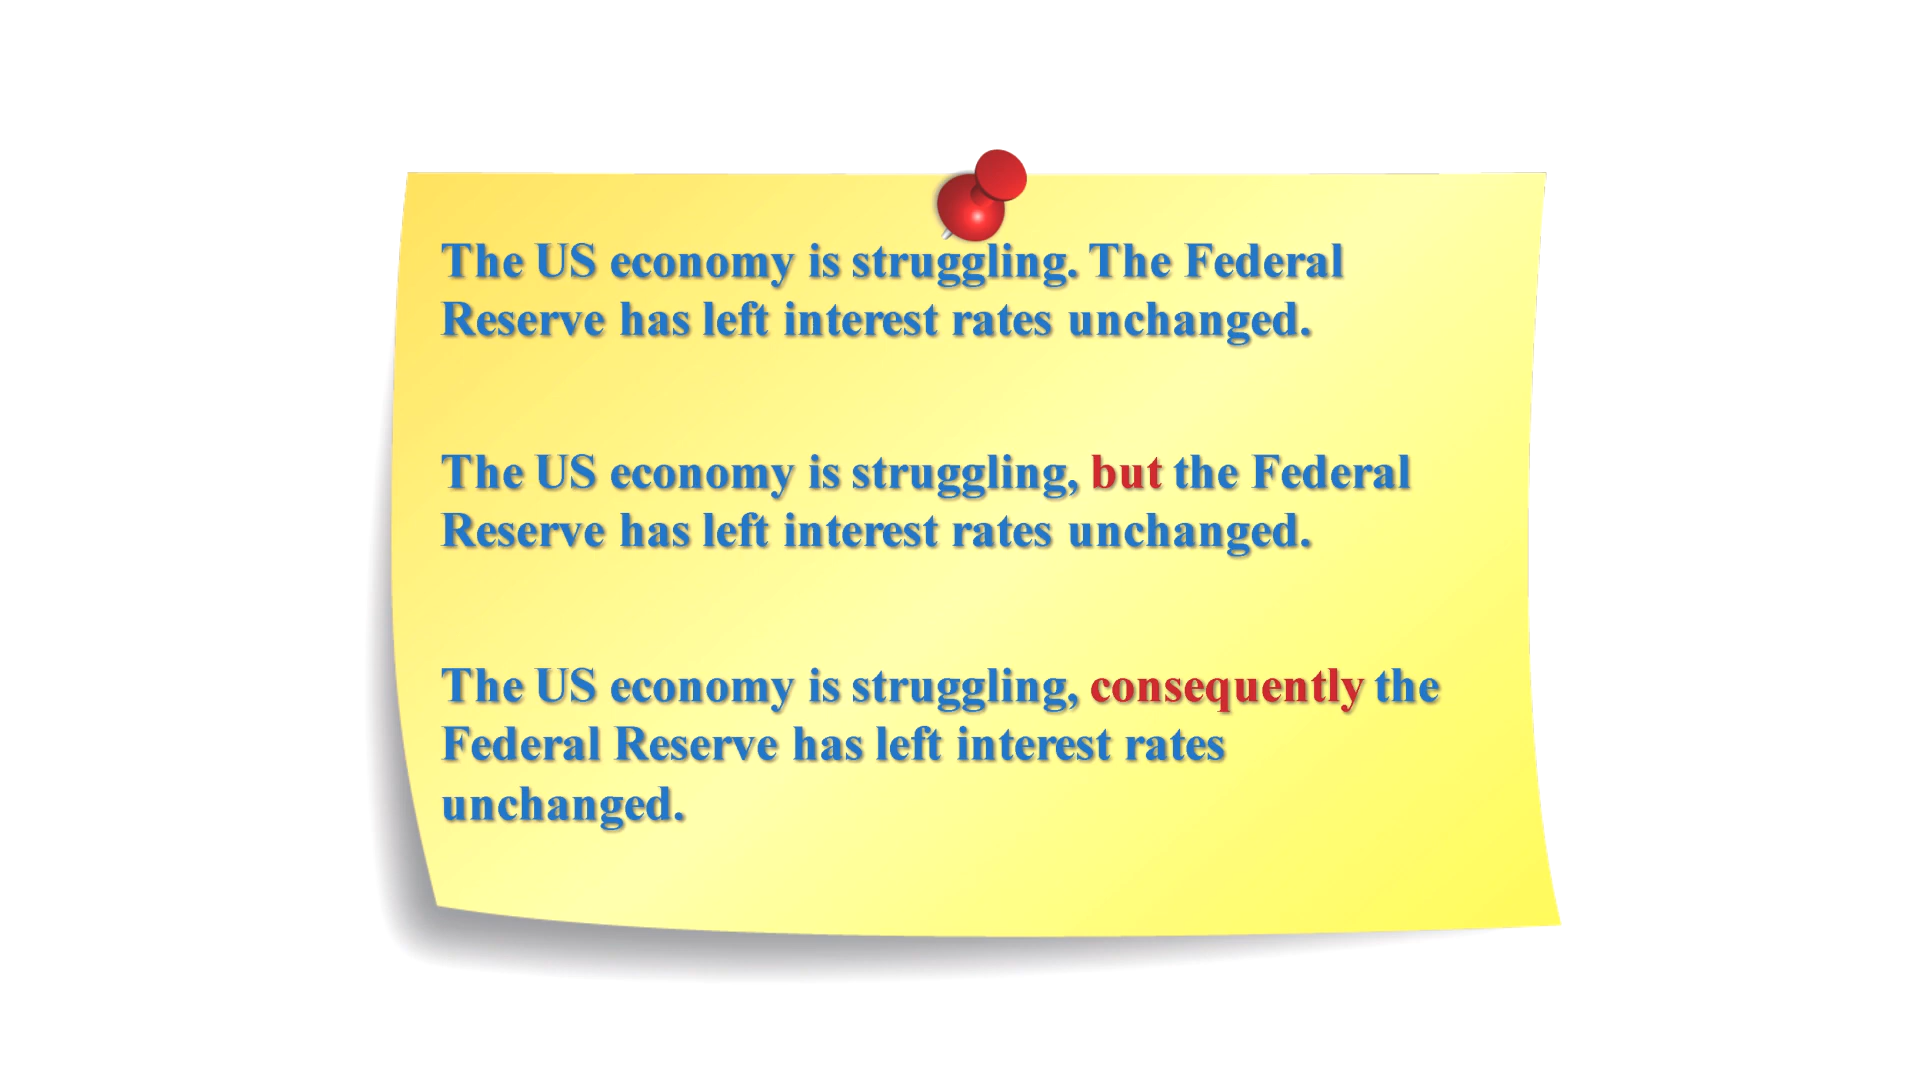 The US economy is struggling. The Federal
Reserve has left interest rates unchanged.
The US economy is struggling, but the Federal
Reserve has left interest rates unchanged.
The US economy is struggling, consequently the
Federal Reserve has left interest rates
unchanged.